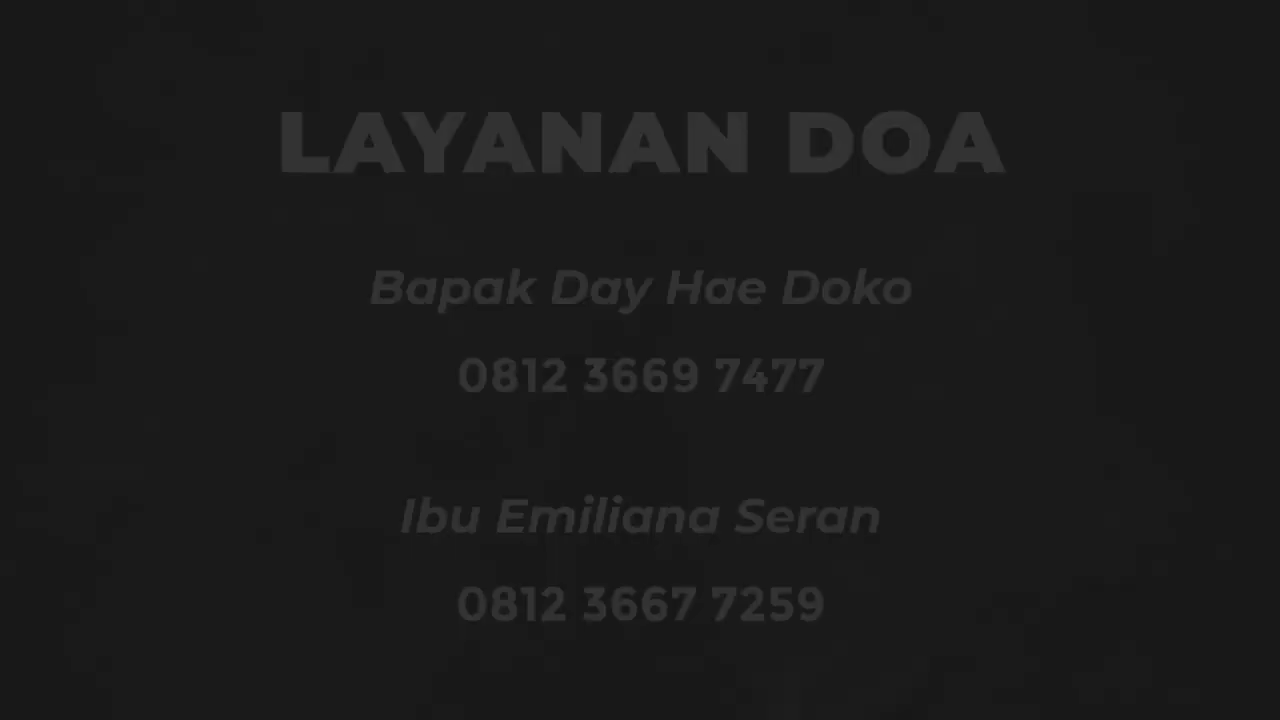 LAYANAN DOA
Bapak Day Hae Doko
0812 3669 7477
Ibu Emiliana Seran
0812 3667 7259